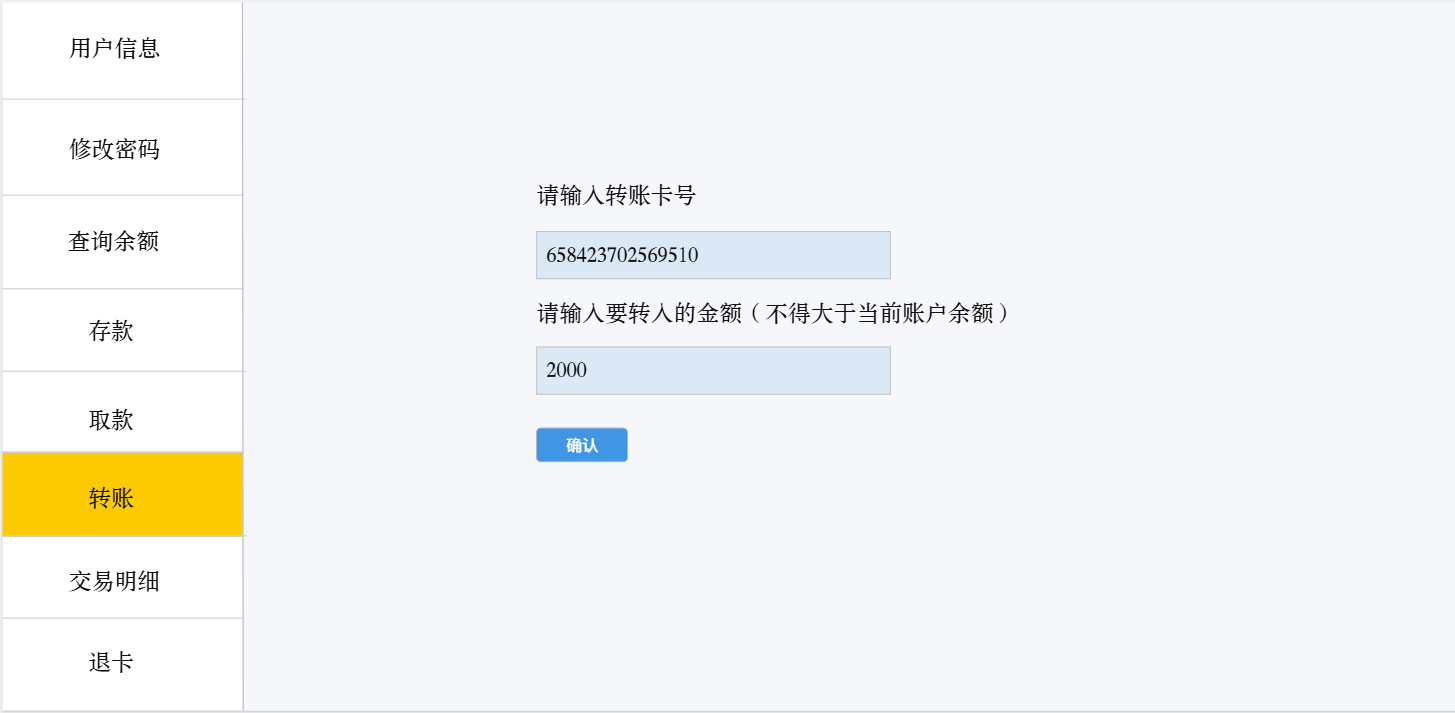 用户信息
修改密码
查询余额
存款
取款
转账
交易明细
退卡
请输入转账卡号
658423702569510
请输入要转入的金额（不得大于当前账户余额）
2000
确认